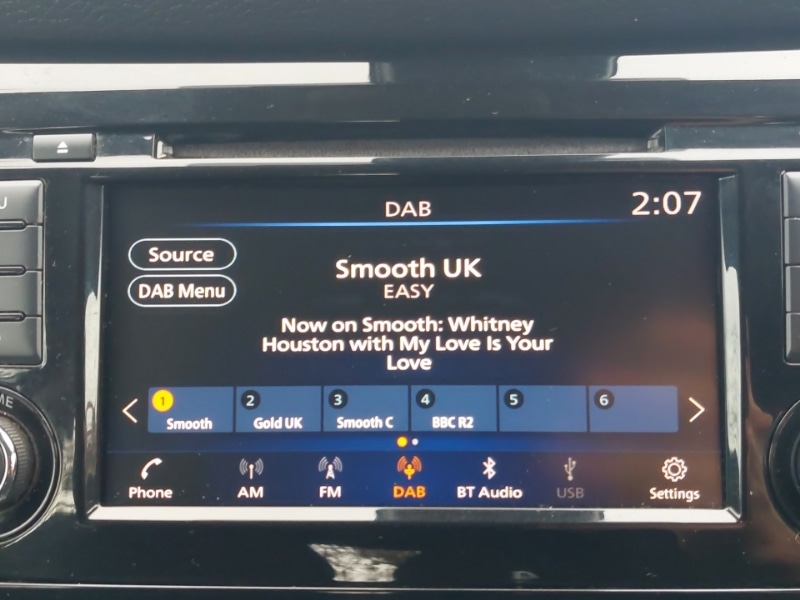 DAB
2:07
Source
Smooth UK
DAB Menu
EASY
Now on Smooth: Whitney
Houston with My Love Is Your
Love
1 2 3 4 5 6
Smooth Gold UK Smooth C BBC R2
Phone AM FM DAB BT Audio USB Settings